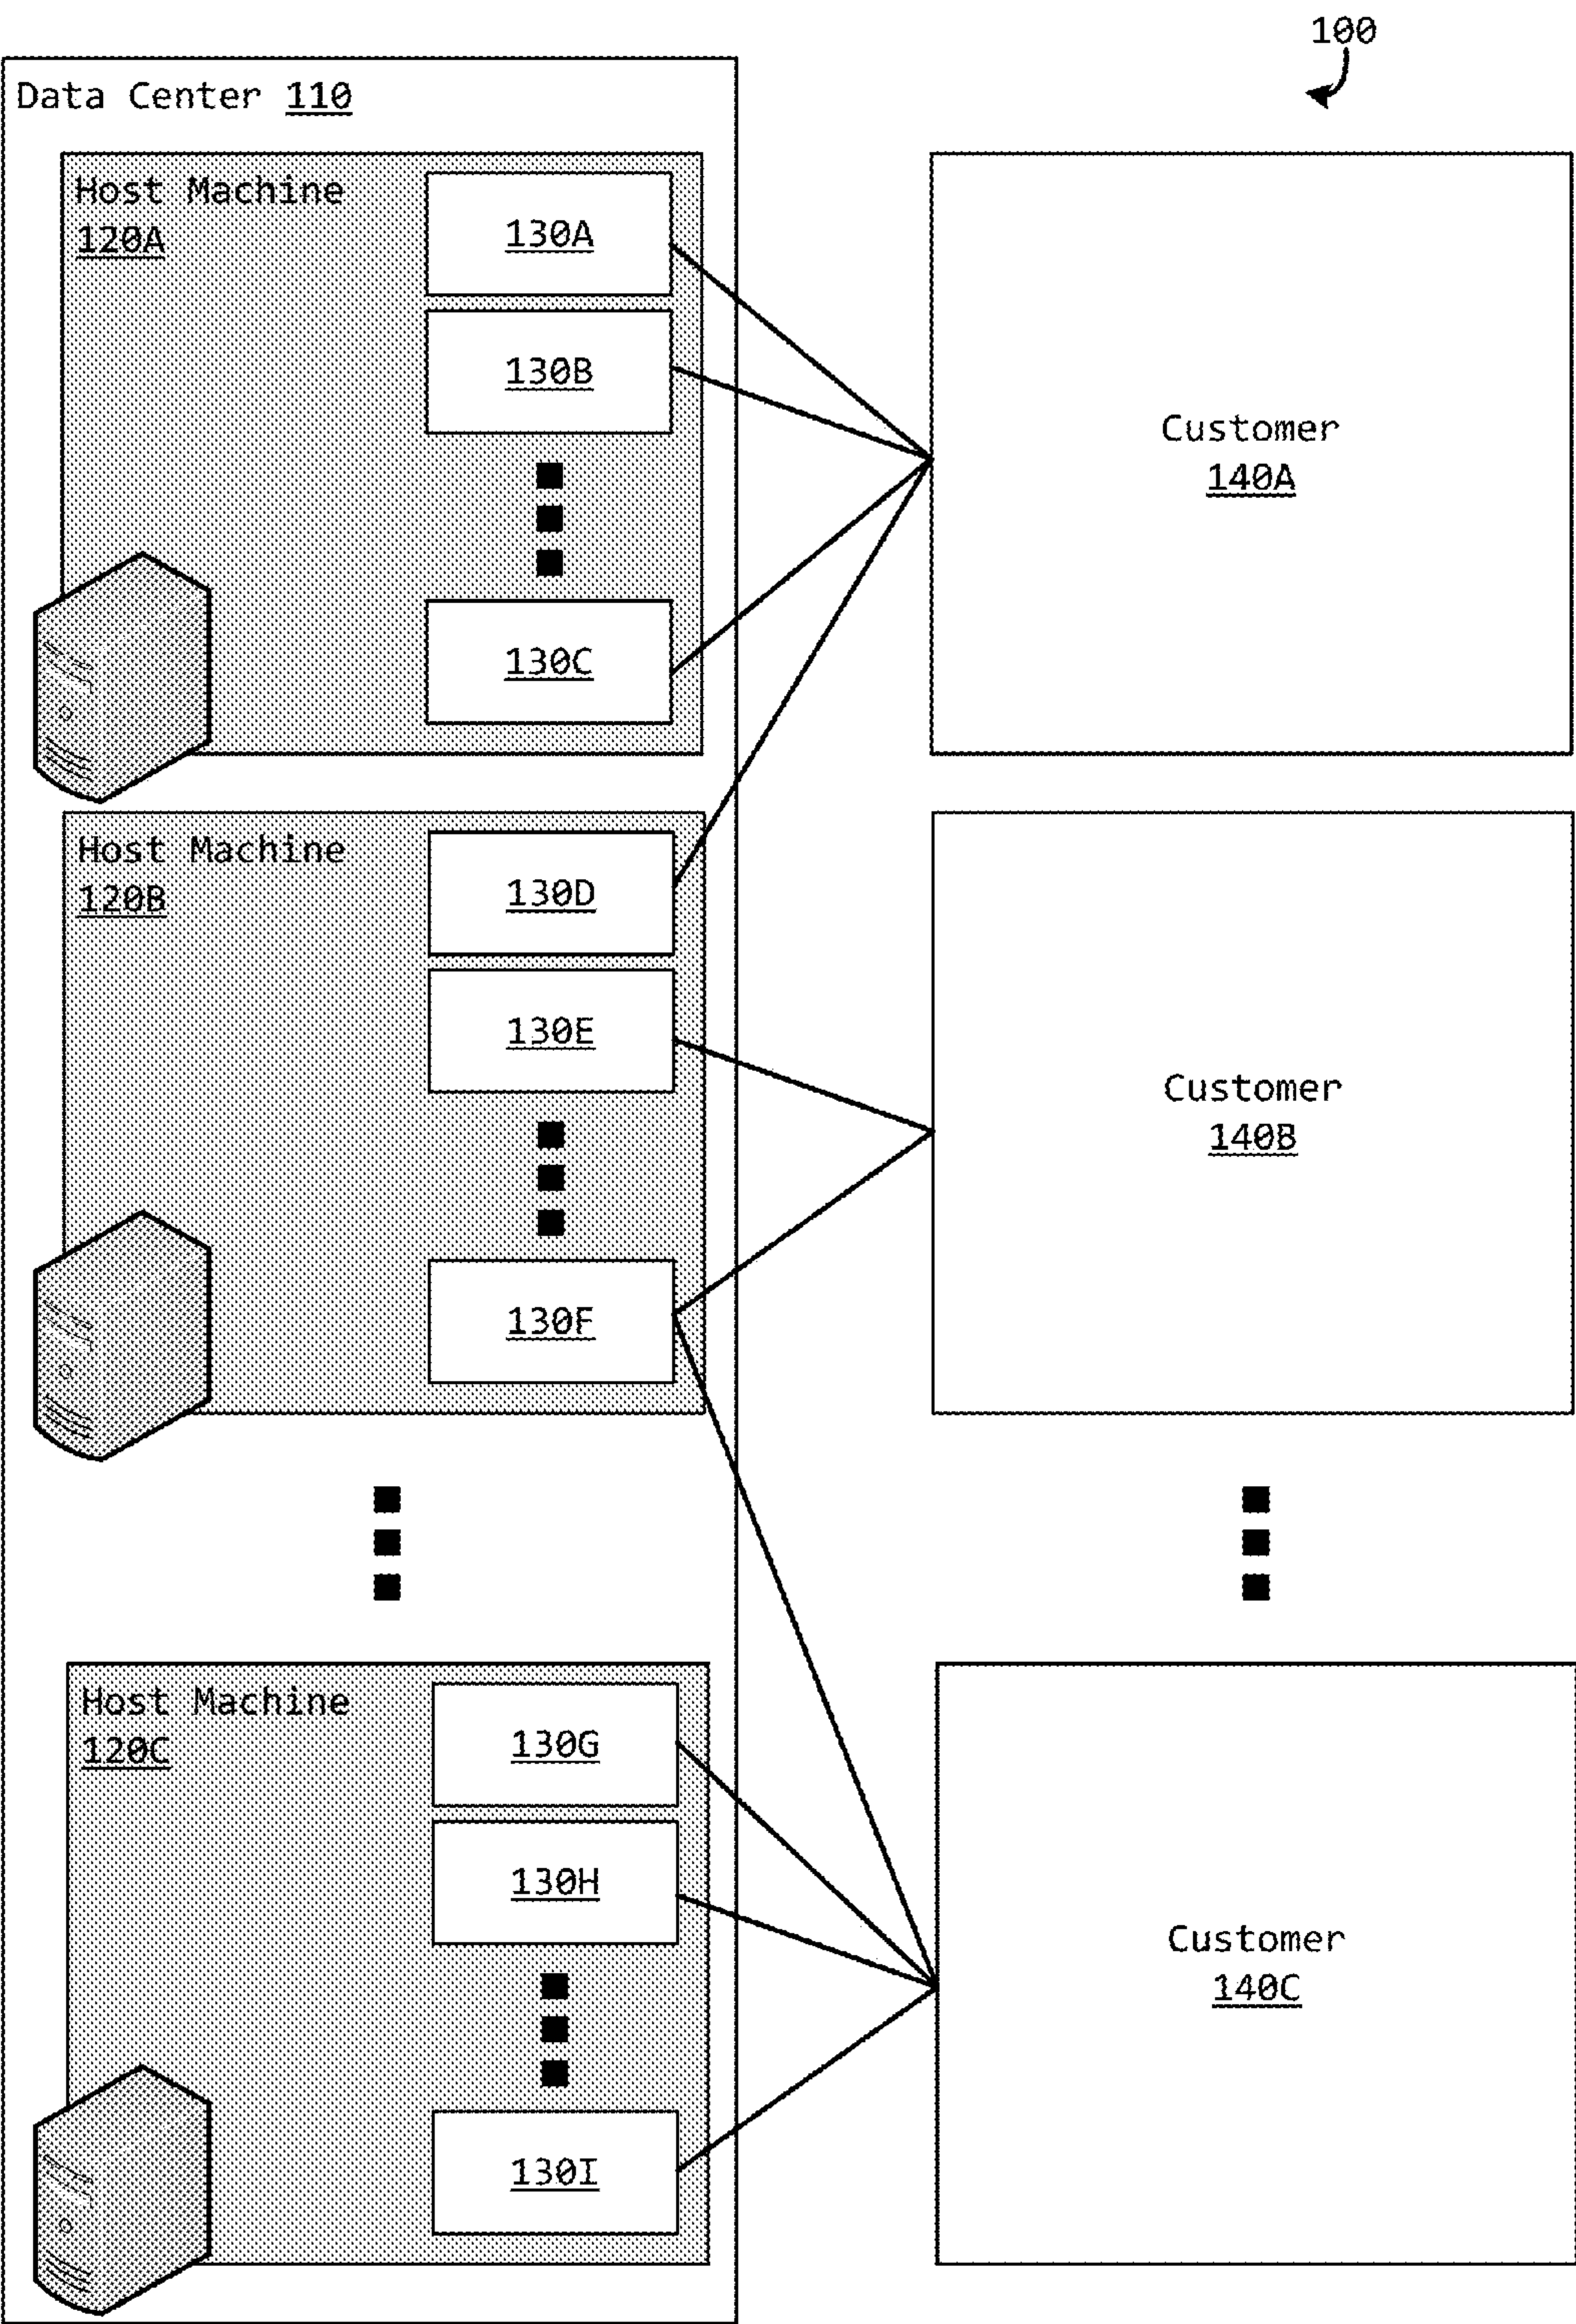 100
Data Center 110
Host Machine
120A
130A
130B
130C
Customer
140A
Host Machine
120B
130D
130E
130F
Customer
140B
Host Machine
120C
130G
130H
130I
Customer
140C